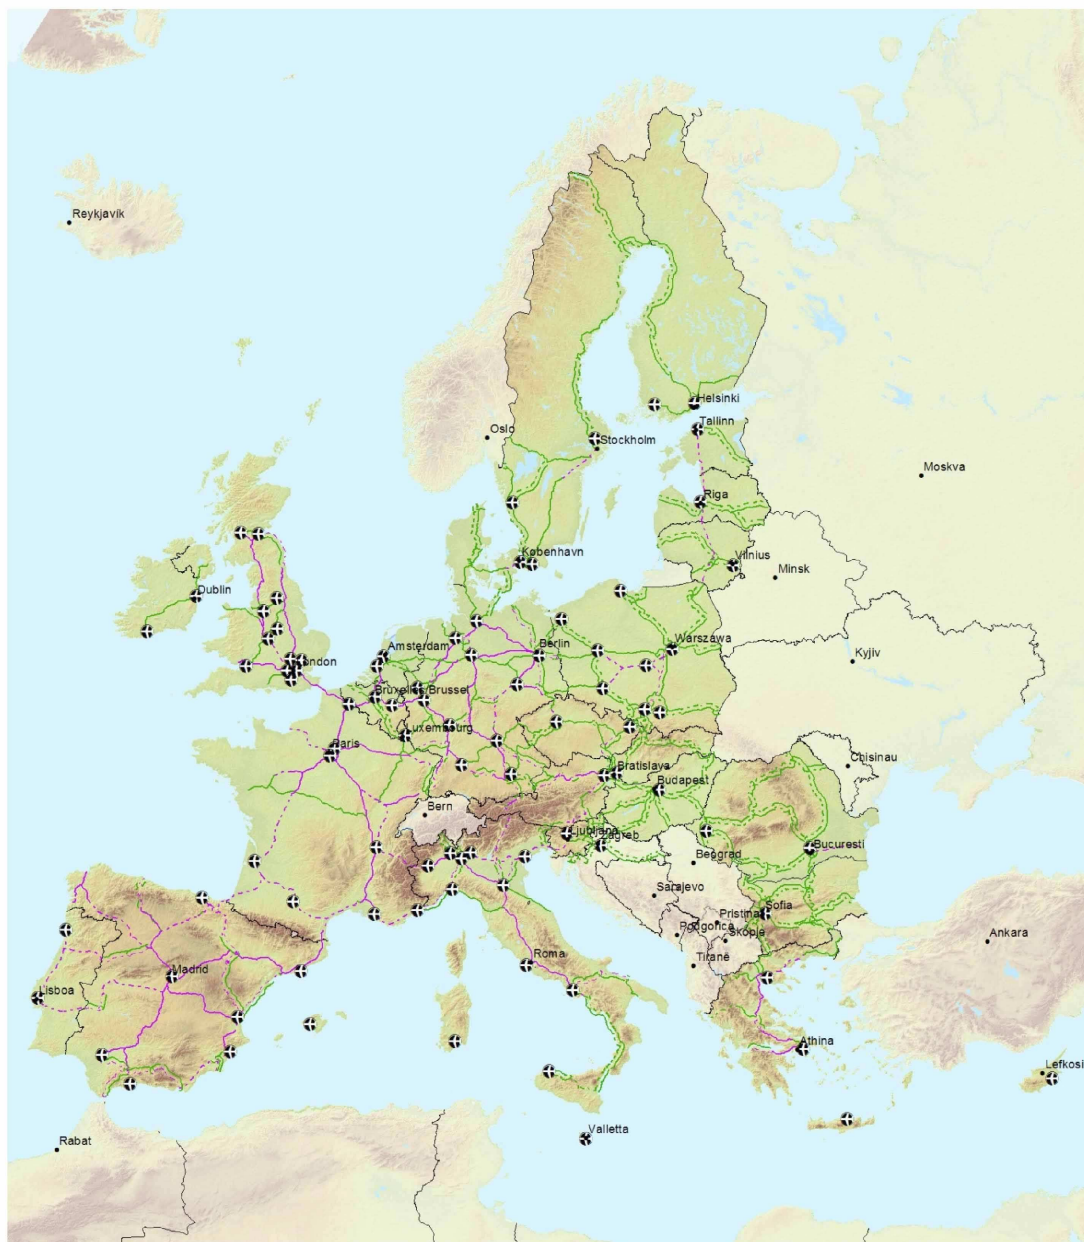 Reykjavík
Helsinki
Tallinn
Oslo
Stockholm
Moskva
Riga
København
Vilnius
Minsk
Dublin
Amsterdam
Berlin
Warszawa
London
Kyjiv
Bruxelles/Brussel
Luxembourg
Paris
Chisinau
Bratislava
Budapest
Bern
Ljubljana
Zagreb
Bucuresti
Beograd
Sarajevo
Sofia
Pristina
Podgorica
Skopje
Ankara
Roma
Tiranë
Madrid
Lisboa
Athina
Lefkosi
Valletta
Rabat